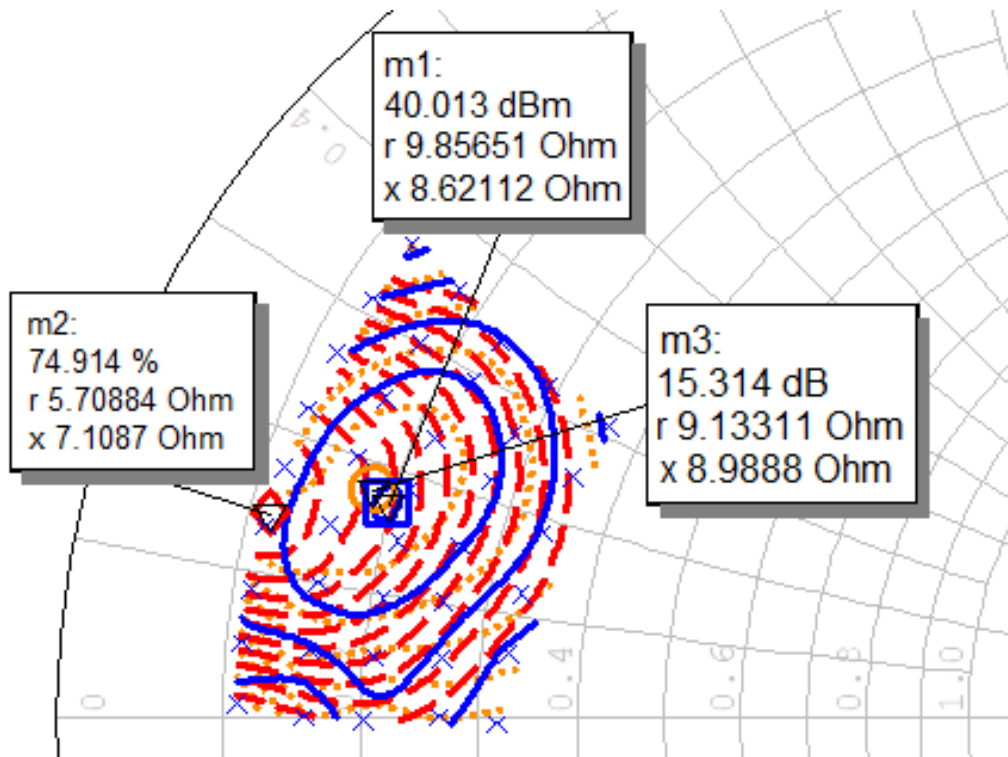 m1:
40.013 dBm
r 9.85651 Ohm
x 8.62112 Ohm
0.4
m2:
74.914 %
r 5.70884 Ohm
x 7.1087 Ohm
m3:
15.314 dB
r 9.13311 Ohm
x 8.9888 Ohm
0
0.4
0.6
0.8
1.0